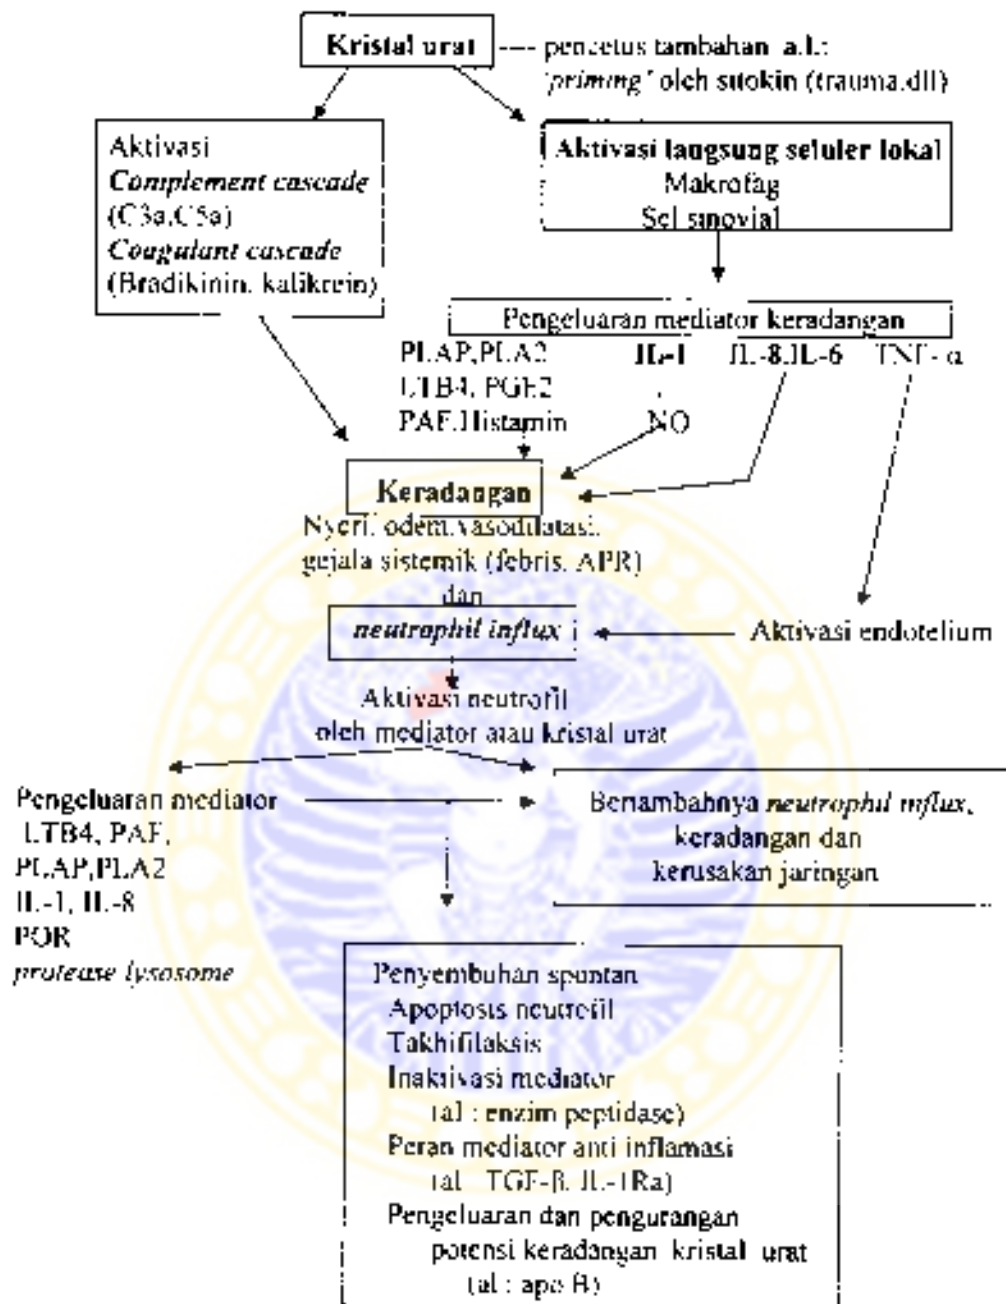 Kristal urat ---- pencetus tambahan a.l.:
'priming' oleh sitokin (trauma.dll)
Aktivasi
Complement cascade
(C3a,C5a)
Coagulant cascade
(Bradikinin, kalikrein)
Aktivasi langsung seluler lokal
Makrofag
Sel sinovial
Pengeluaran mediator keradangan
PLAP,PLA2 IL-1 IL-8,IL-6 TNF- α
LTB4, PGE2
PAF.Histamin NO
Keradangan
Nyeri, odem,vasodilatasi,
gejala sistemik (febris, APR)
dan
neutrophil influx
Aktivasi endotelium
Aktivasi neutrofil
oleh mediator atau kristal urat
Pengeluaran mediator
LTB4, PAF,
PLAP,PLA2
IL-1, IL-8
POR
protease lysosome
Bertambahnya neutrophil influx,
keradangan dan
kerusakan jaringan
Penyembuhan spontan
Apoptosis neutrofil
Takhifilaksis
Inaktivasi mediator
(al : enzim peptidase)
Peran mediator anti inflamasi
(al : TGF-β, IL-1Ra)
Pengeluaran dan pengurangan
potensi keradangan kristal urat
(al : apo B)